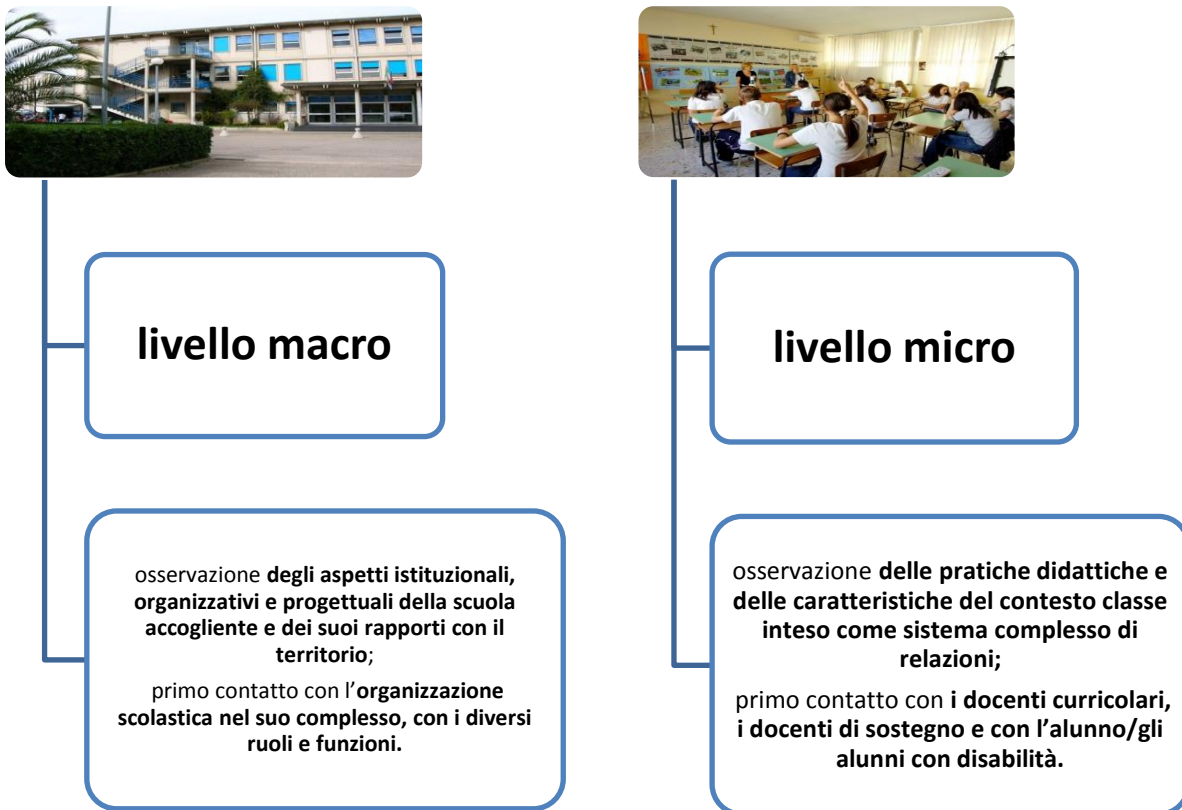 livello macro
osservazione degli aspetti istituzionali,
organizzativi e progettuali della scuola
accogliente e dei suoi rapporti con il
territorio;
primo contatto con l’organizzazione
scolastica nel suo complesso, con i diversi
ruoli e funzioni.
livello micro
osservazione delle pratiche didattiche e
delle caratteristiche del contesto classe
inteso come sistema complesso di
relazioni;
primo contatto con i docenti curricolari,
i docenti di sostegno e con l’alunno/gli
alunni con disabilità.